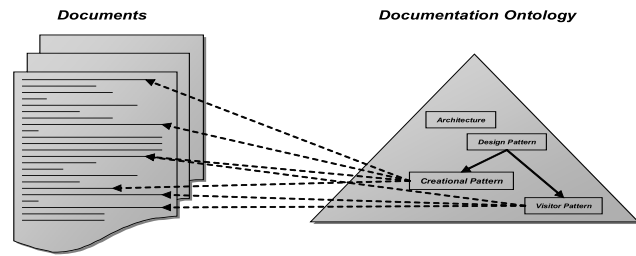 Documents
Documentation Ontology
Architecture
Design Pattern
Creational Pattern
Visitor Pattern